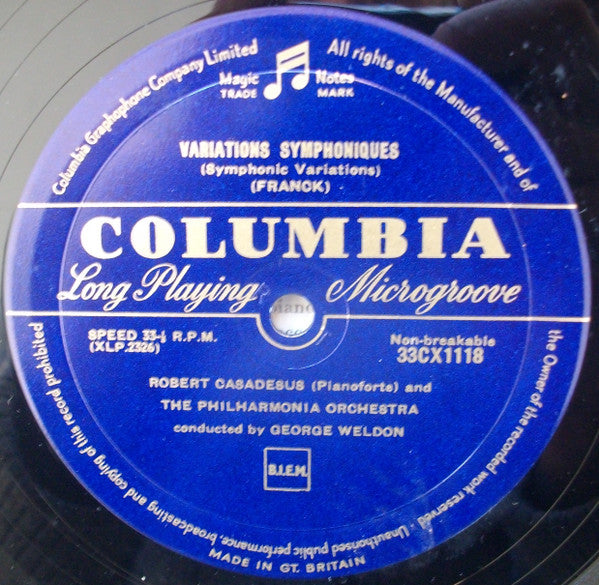 Columbia Graphophone Company Limited
All rights of the Manufacturer and of
the Owner of the recorded work reserved · Unauthorised public performance, broadcasting and copying of this record prohibited
Magic Notes
TRADE MARK
VARIATIONS SYMPHONIQUES
(Symphonic Variations)
(FRANCK)
COLUMBIA
Long Playing Microgroove
SPEED 33-⅓ R.P.M. Non-breakable
(XLP.2326) 33CX1118
ROBERT CASADESUS (Pianoforte) and
THE PHILHARMONIA ORCHESTRA
conducted by GEORGE WELDON
B.I.E.M.
MADE IN GT. BRITAIN